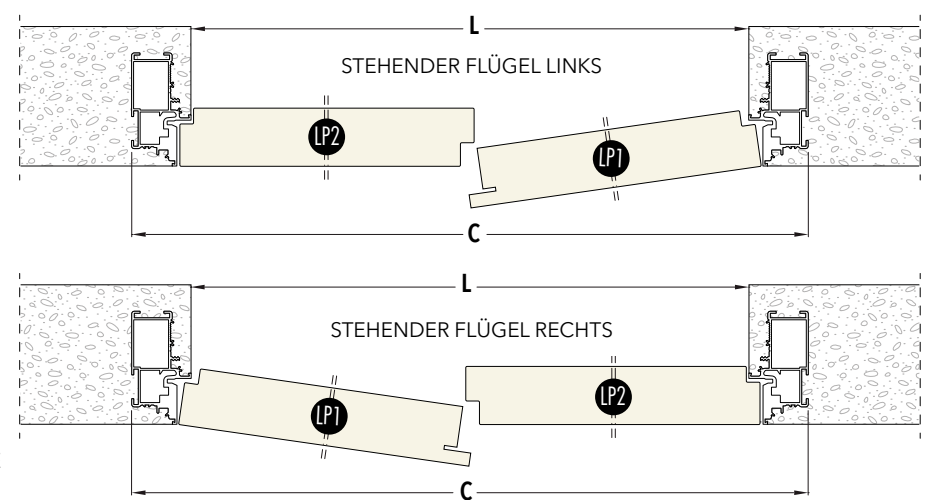 L
STEHENDER FLÜGEL LINKS
LP2
LP1
C
L
STEHENDER FLÜGEL RECHTS
LP1
LP2
C